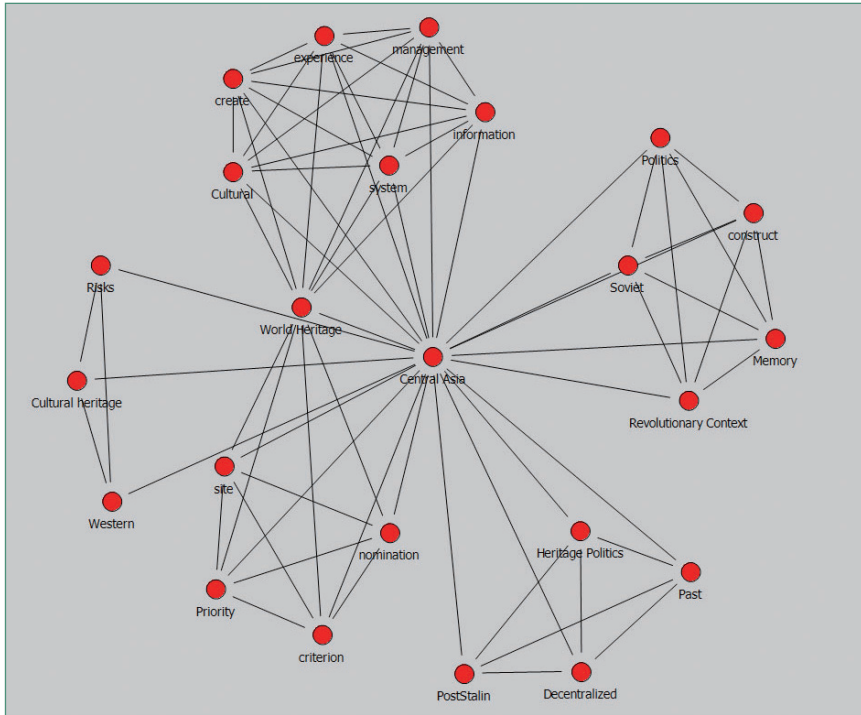 experience
management
create
information
Politics
Cultural
system
construct
Risks
Soviet
World/Heritage
Memory
Central Asia
Cultural heritage
Revolutionary Context
site
Western
nomination
Heritage Politics
Past
Priority
criterion
PostStalin
Decentralized